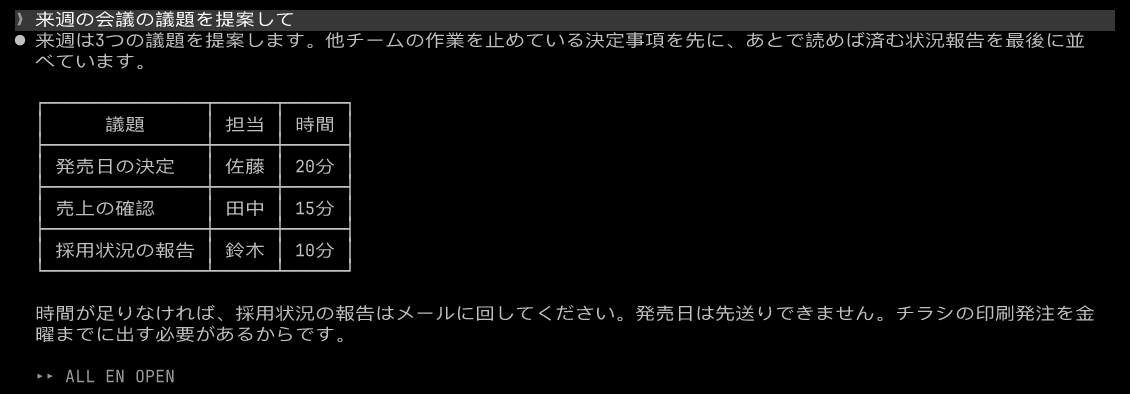 ❯ 来週の会議の議題を提案して
● 来週は3つの議題を提案します。他チームの作業を止めている決定事項を先に、あとで読めば済む状況報告を最後に並
べています。
議題 担当 時間
発売日の決定 佐藤 20分
売上の確認 田中 15分
採用状況の報告 鈴木 10分
時間が足りなければ、採用状況の報告はメールに回してください。発売日は先送りできません。チラシの印刷発注を金
曜までに出す必要があるからです。
▸▸ ALL EN OPEN